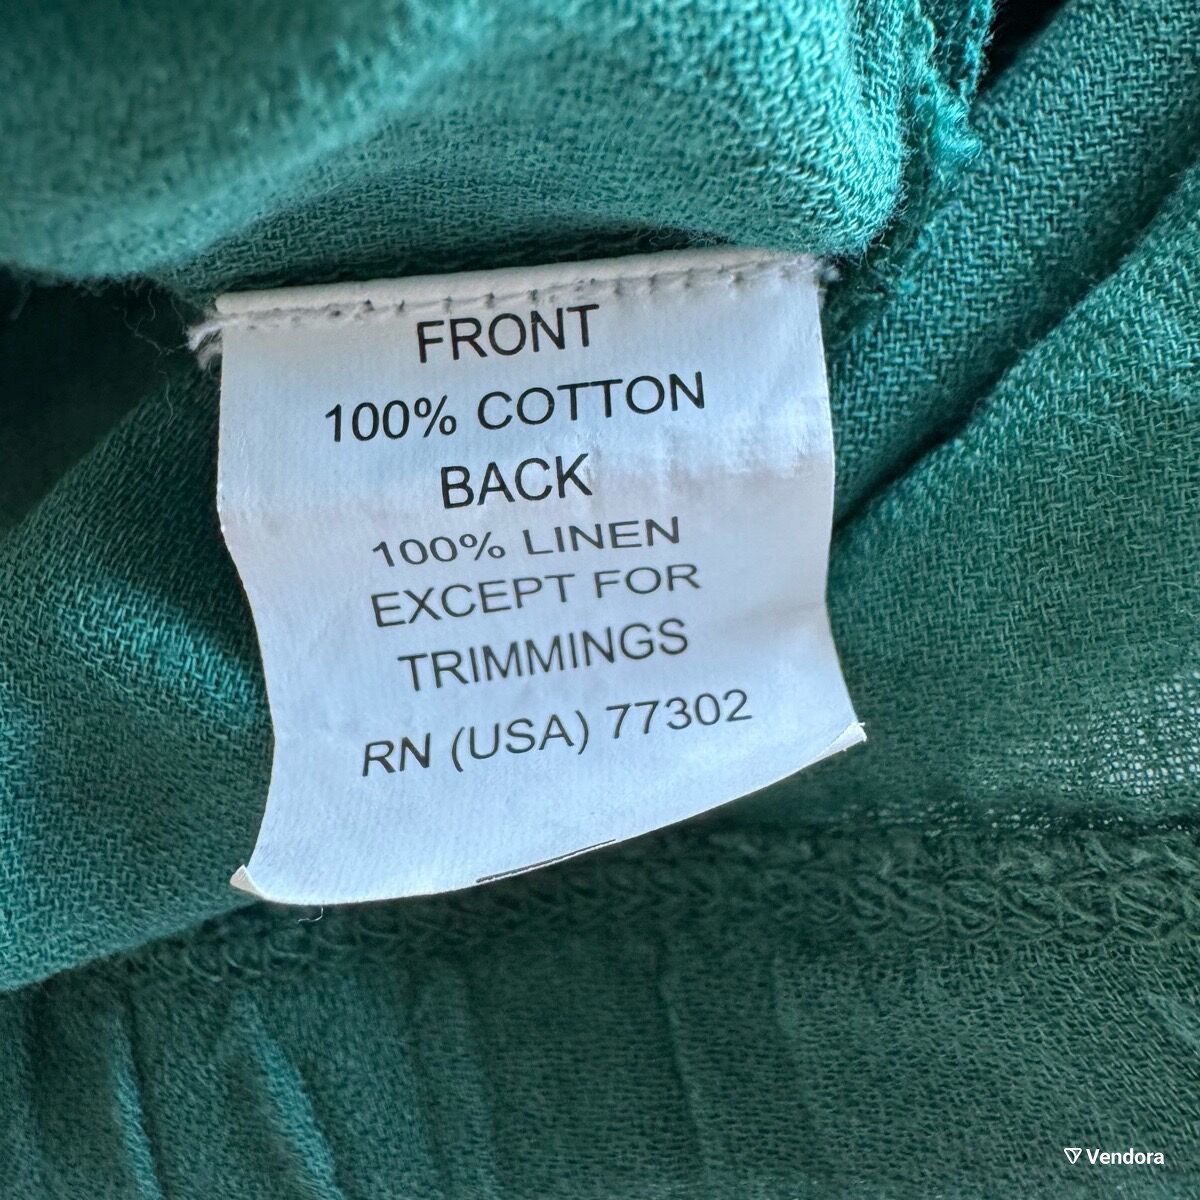 FRONT
100% COTTON
BACK
100% LINEN
EXCEPT FOR
TRIMMINGS
RN (USA) 77302
Vendora